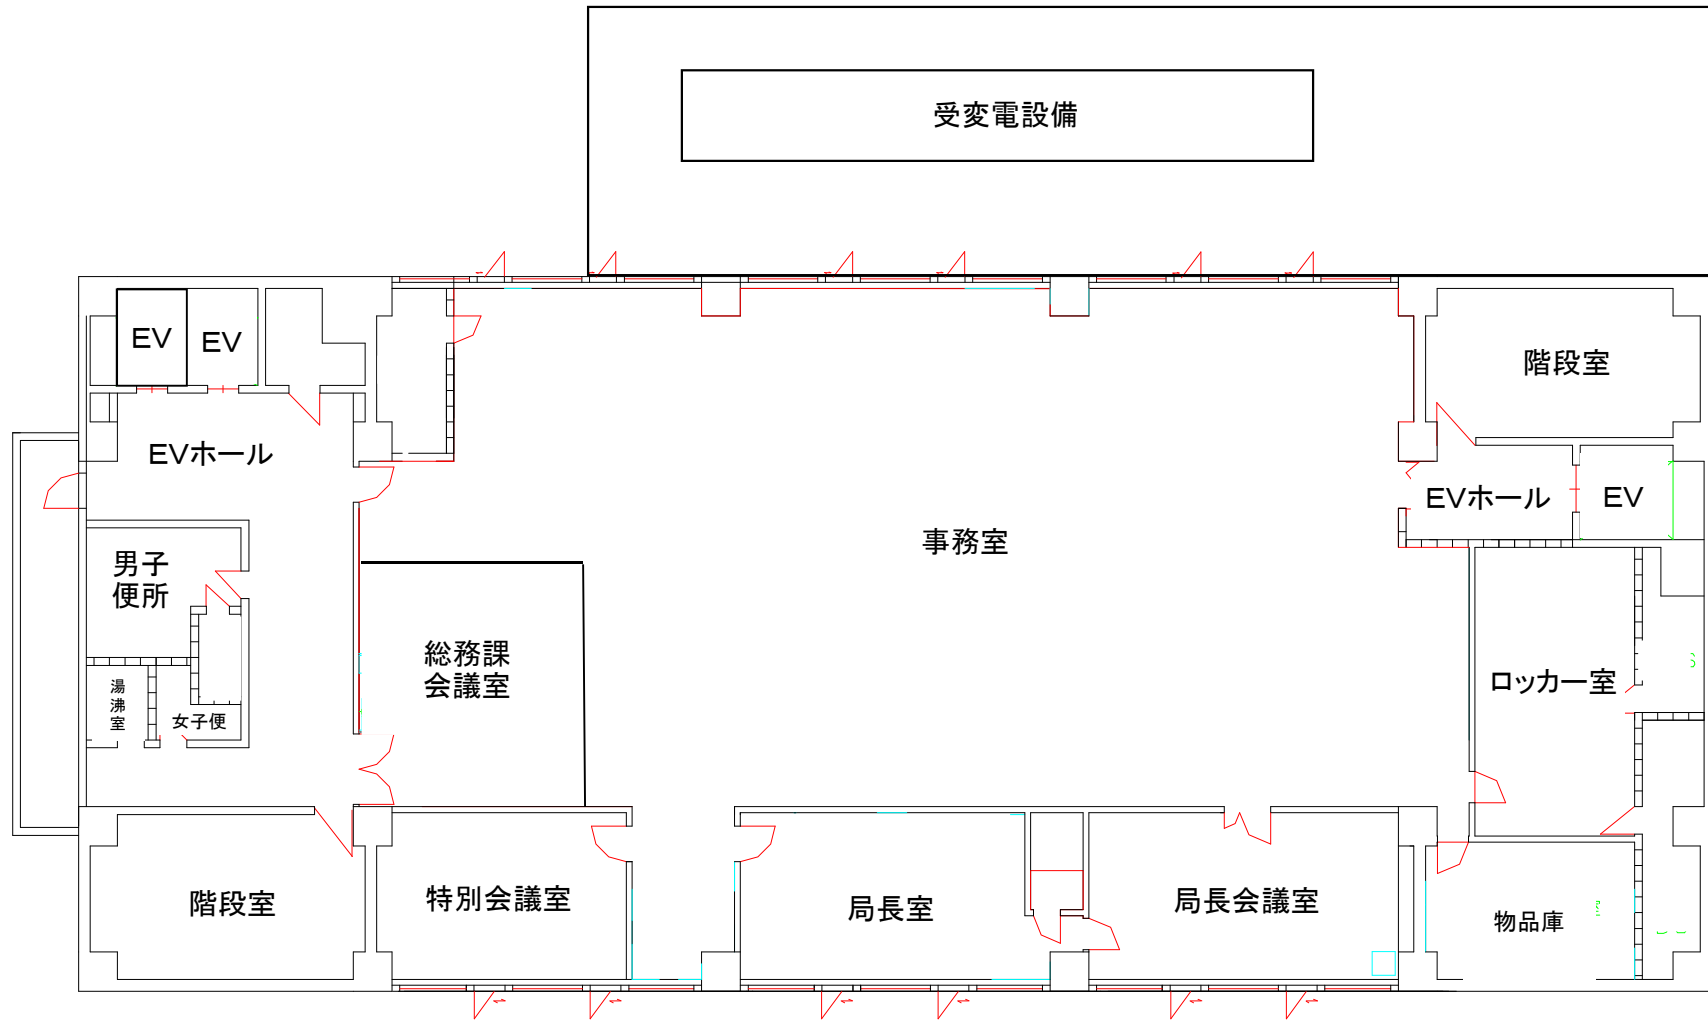 受変電設備
EV
EV
階段室
EVホール
EVホール
EV
事務室
男子
便所
総務課
会議室
ロッカー室
湯沸室
女子便
特別会議室
局長会議室
階段室
局長室
物品庫